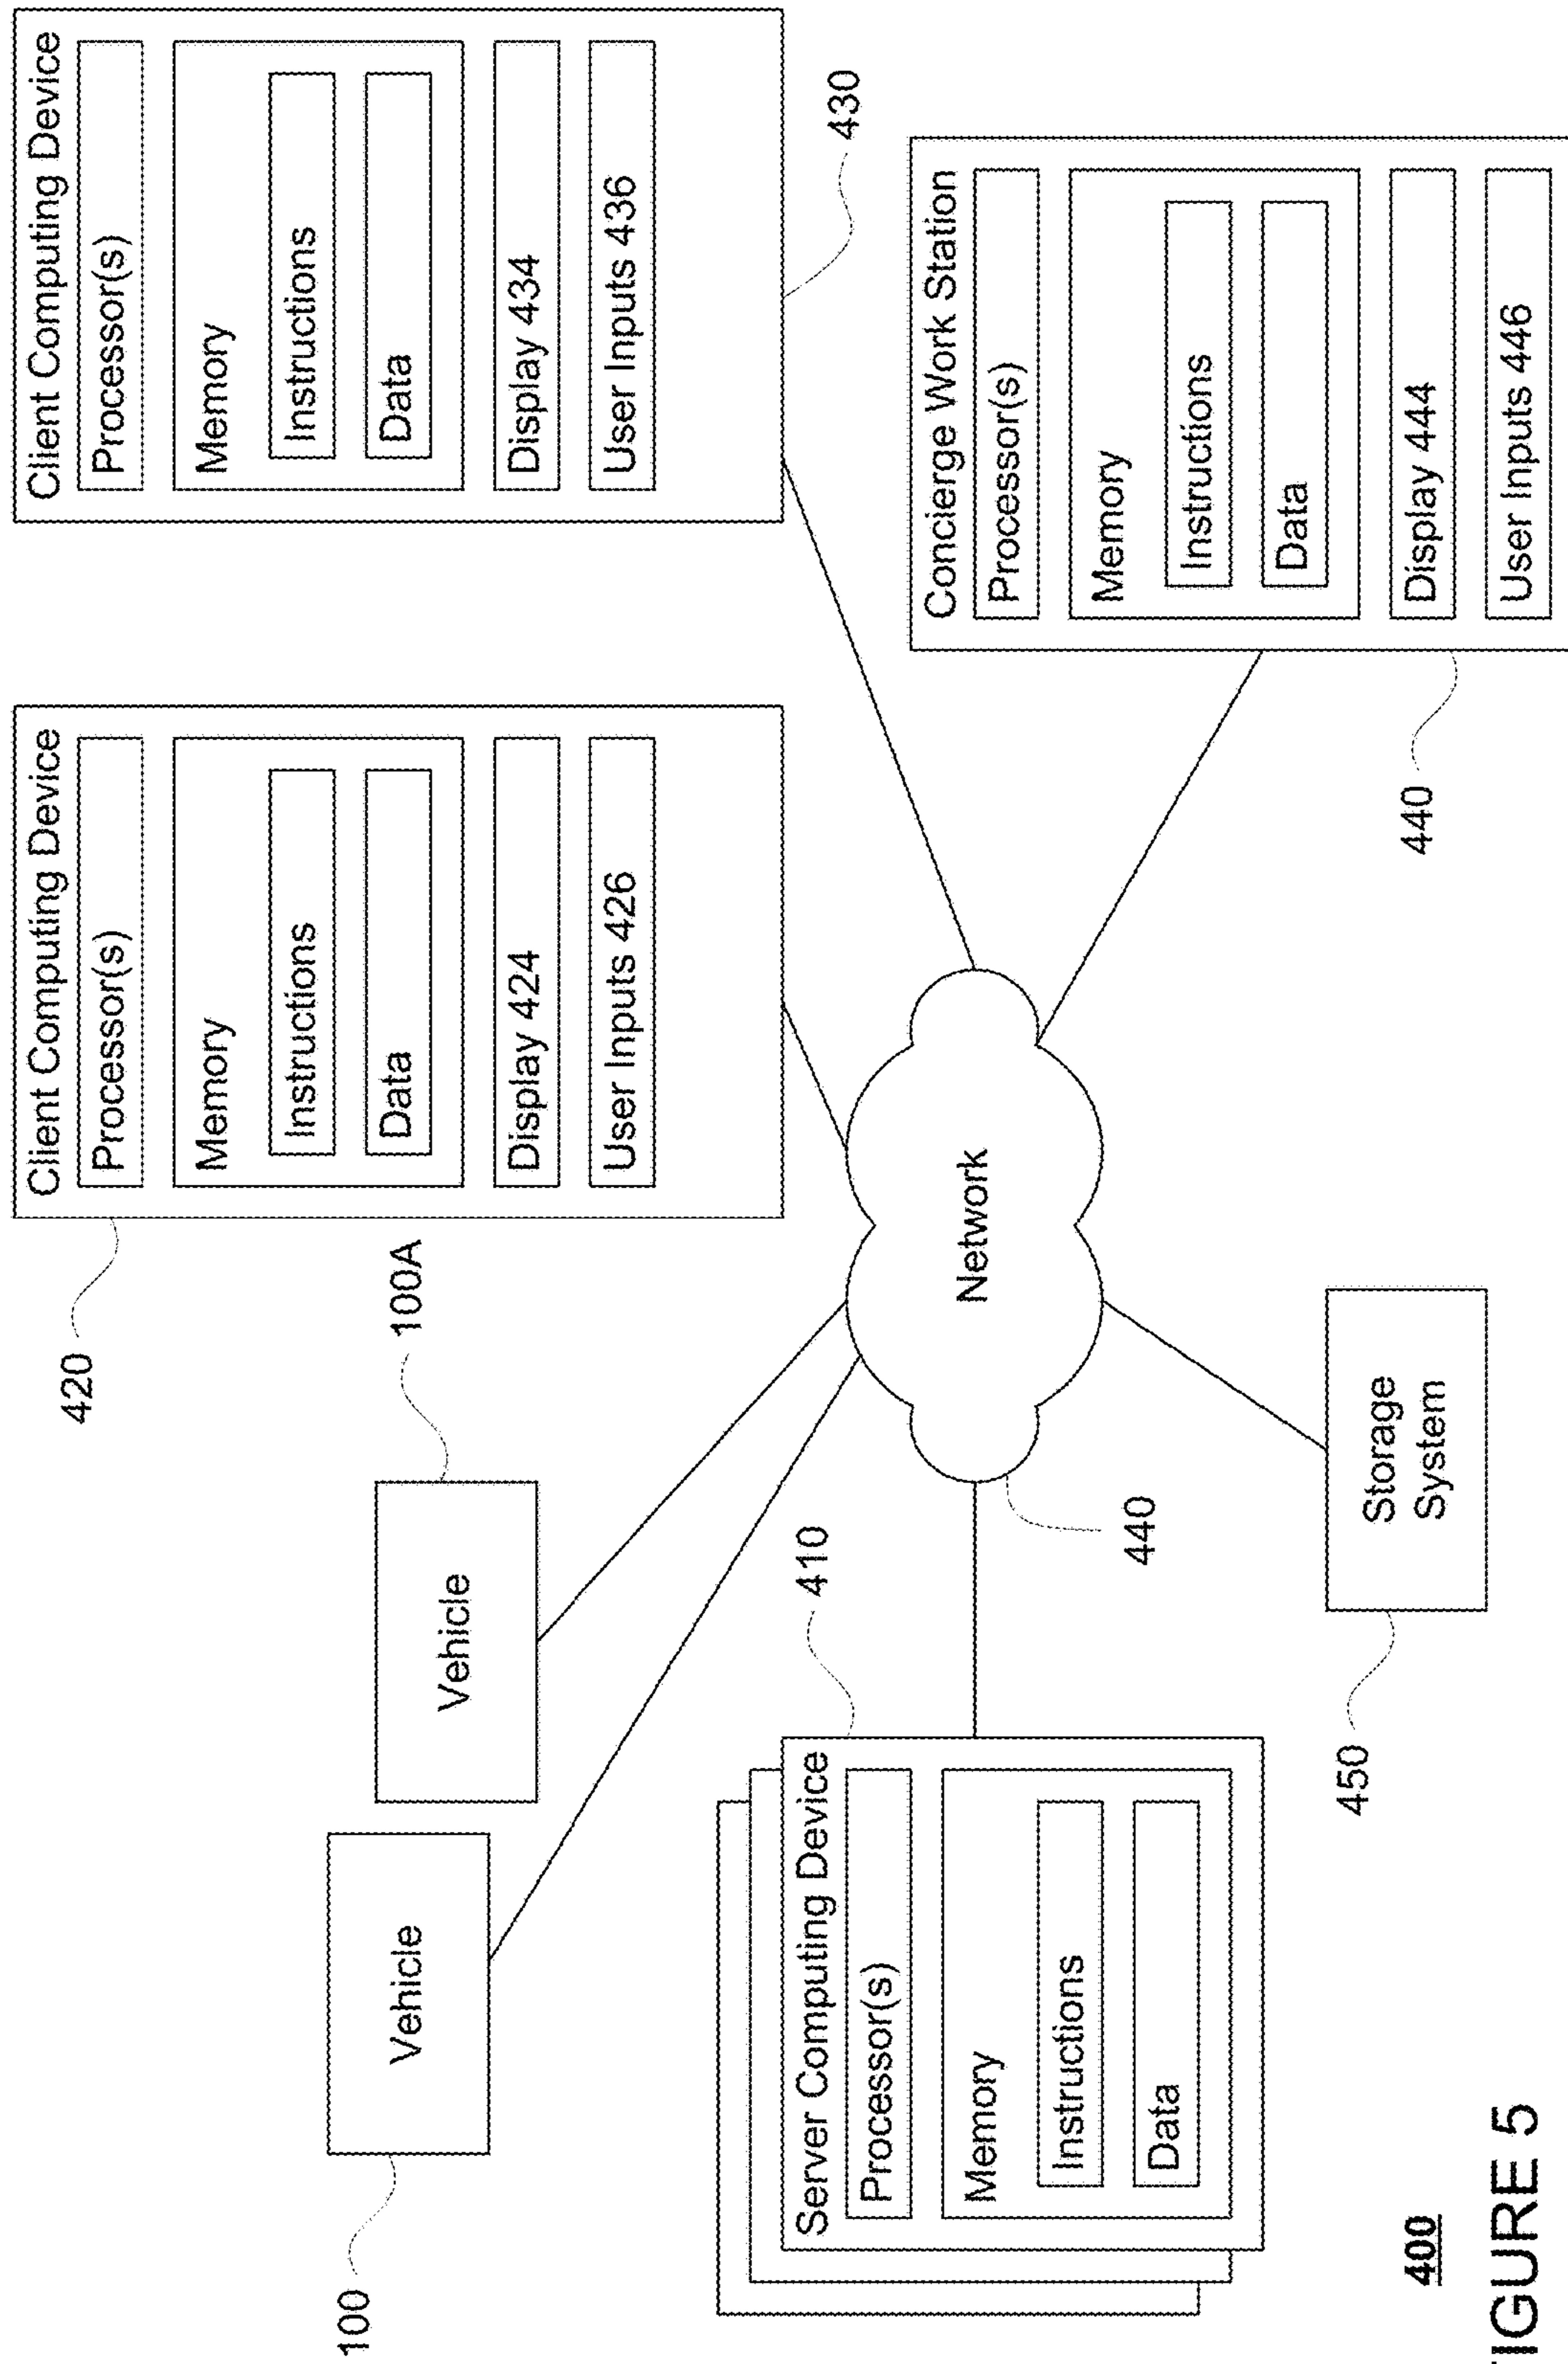 Client Computing Device
Processor(s)
Memory
Instructions
Data
Display 424
User Inputs 426
420
Client Computing Device
Processor(s)
Memory
Instructions
Data
Display 434
User Inputs 436
430
Vehicle
100
Vehicle
100A
Server Computing Device
Processor(s)
Memory
Instructions
Data
410
Network
440
Concierge Work Station
Processor(s)
Memory
Instructions
Data
Display 444
User Inputs 446
440
Storage
System
450
400
IGURE 5